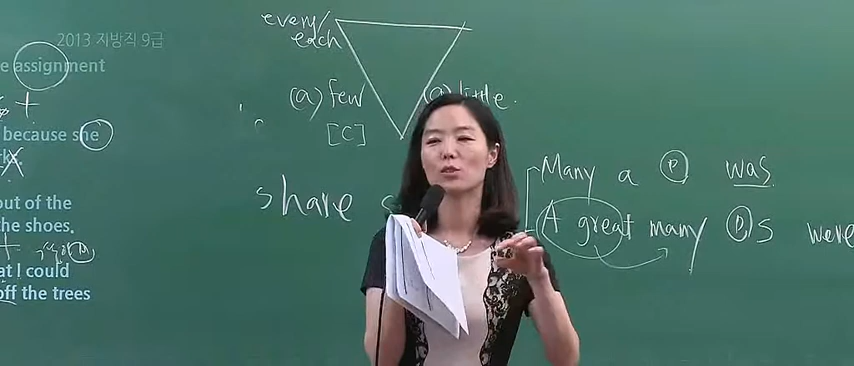 2013 지방직 9급
e assignment
because she
out of the
the shoes.
at I could
off the trees
every/
each
(a) few
(a) little.
[C]
share
Many a ⓟ was
A great many ⓟs were